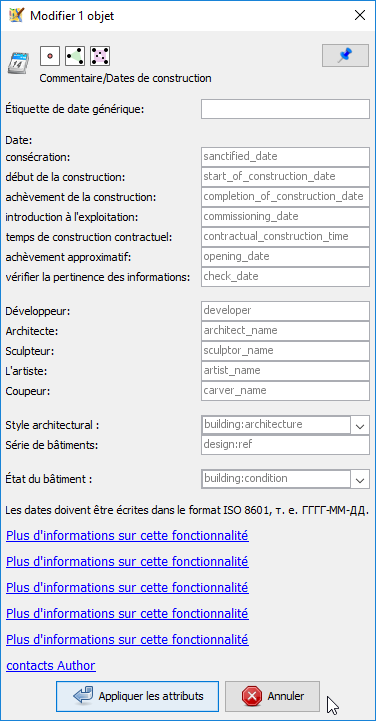 Modifier 1 objet
14
Commentaire/Dates de construction
Étiquette de date générique:
Date:
consécration: sanctified_date
début de la construction: start_of_construction_date
achèvement de la construction: completion_of_construction_date
introduction à l'exploitation: commissioning_date
temps de construction contractuel: contractual_construction_time
achèvement approximatif: opening_date
vérifier la pertinence des informations: check_date
Développeur: developer
Architecte: architect_name
Sculpteur: sculptor_name
L'artiste: artist_name
Coupeur: carver_name
Style architectural : building:architecture
Série de bâtiments: design:ref
État du bâtiment : building:condition
Les dates doivent être écrites dans le format ISO 8601, т. е. ГГГГ-ММ-ДД.
Plus d'informations sur cette fonctionnalité
Plus d'informations sur cette fonctionnalité
Plus d'informations sur cette fonctionnalité
Plus d'informations sur cette fonctionnalité
Plus d'informations sur cette fonctionnalité
contacts Author
Appliquer les attributs Annuler